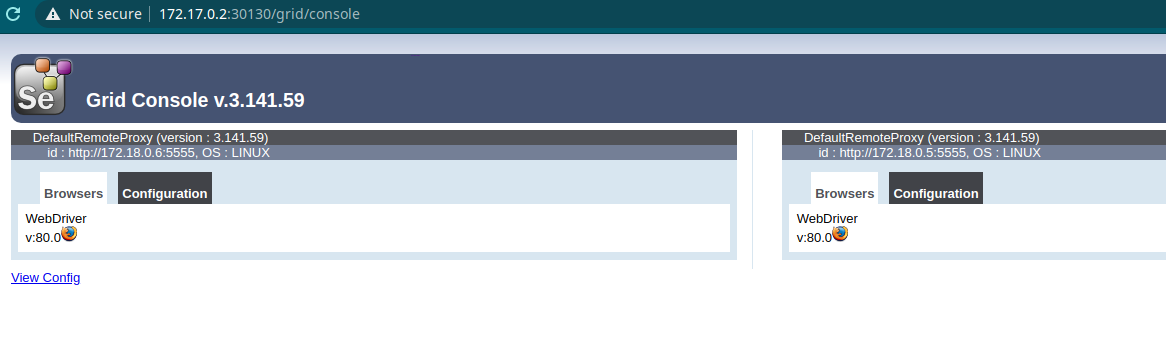 Not secure 172.17.0.2:30130/grid/console
Se
Grid Console v.3.141.59
DefaultRemoteProxy (version : 3.141.59)
id : http://172.18.0.6:5555, OS : LINUX
Browsers Configuration
WebDriver
v:80.0
View Config
DefaultRemoteProxy (version : 3.141.59)
id : http://172.18.0.5:5555, OS : LINUX
Browsers Configuration
WebDriver
v:80.0